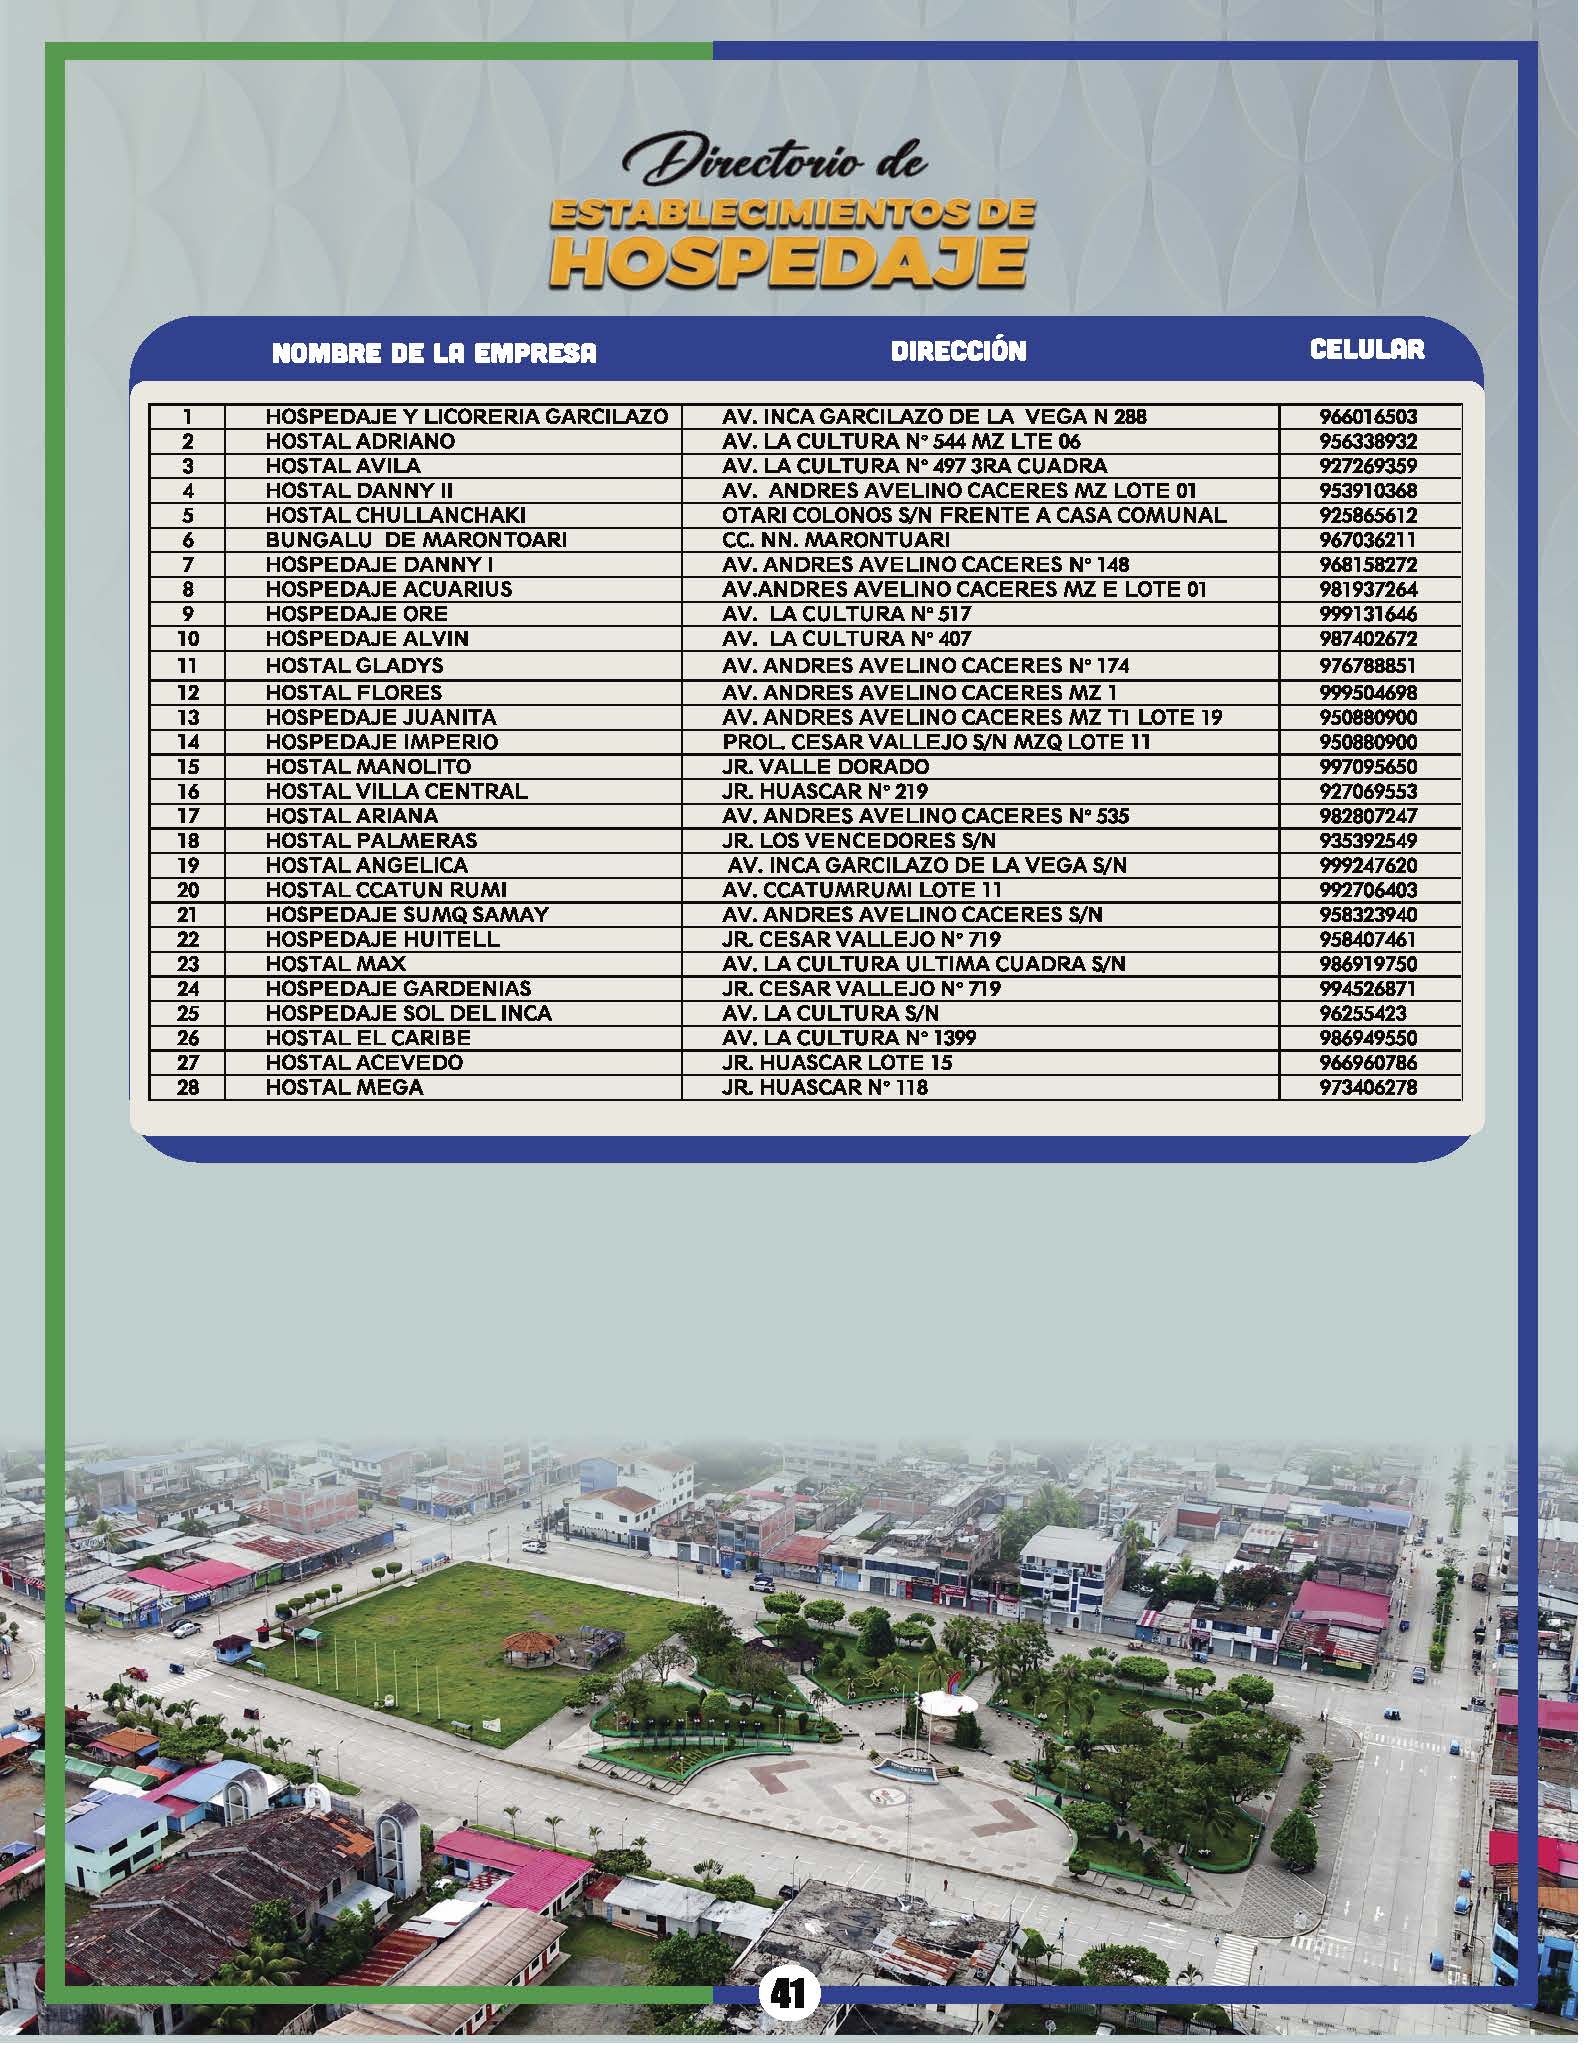 Directorio de
ESTABLECIMIENTOS DE
HOSPEDAJE
NOMBRE DE LA EMPRESA DIRECCIÓN CELULAR
1 HOSPEDAJE Y LICORERIA GARCILAZO AV. INCA GARCILAZO DE LA VEGA N 288 966016503
2 HOSTAL ADRIANO AV. LA CULTURA N° 544 MZ LTE 06 956338932
3 HOSTAL AVILA AV. LA CULTURA N° 497 3RA CUADRA 927269359
4 HOSTAL DANNY II AV. ANDRES AVELINO CACERES MZ LOTE 01 953910368
5 HOSTAL CHULLANCHAKI OTARI COLONOS S/N FRENTE A CASA COMUNAL 925865612
6 BUNGALU DE MARONTOARI CC. NN. MARONTUARI 967036211
7 HOSPEDAJE DANNY I AV. ANDRES AVELINO CACERES N° 148 968158272
8 HOSPEDAJE ACUARIUS AV.ANDRES AVELINO CACERES MZ E LOTE 01 981937264
9 HOSPEDAJE ORE AV. LA CULTURA N° 517 999131646
10 HOSPEDAJE ALVIN AV. LA CULTURA N° 407 987402672
11 HOSTAL GLADYS AV. ANDRES AVELINO CACERES N° 174 976788851
12 HOSTAL FLORES AV. ANDRES AVELINO CACERES MZ 1 999504698
13 HOSPEDAJE JUANITA AV. ANDRES AVELINO CACERES MZ T1 LOTE 19 950880900
14 HOSPEDAJE IMPERIO PROL. CESAR VALLEJO S/N MZQ LOTE 11 950880900
15 HOSTAL MANOLITO JR. VALLE DORADO 997095650
16 HOSTAL VILLA CENTRAL JR. HUASCAR N° 219 927069553
17 HOSTAL ARIANA AV. ANDRES AVELINO CACERES N° 535 982807247
18 HOSTAL PALMERAS JR. LOS VENCEDORES S/N 935392549
19 HOSTAL ANGELICA AV. INCA GARCILAZO DE LA VEGA S/N 999247620
20 HOSTAL CCATUN RUMI AV. CCATUMRUMI LOTE 11 992706403
21 HOSPEDAJE SUMQ SAMAY AV. ANDRES AVELINO CACERES S/N 958323940
22 HOSPEDAJE HUITELL JR. CESAR VALLEJO N° 719 958407461
23 HOSTAL MAX AV. LA CULTURA ULTIMA CUADRA S/N 986919750
24 HOSPEDAJE GARDENIAS JR. CESAR VALLEJO N° 719 994526871
25 HOSPEDAJE SOL DEL INCA AV. LA CULTURA S/N 96255423
26 HOSTAL EL CARIBE AV. LA CULTURA N° 1399 986949550
27 HOSTAL ACEVEDO JR. HUASCAR LOTE 15 966960786
28 HOSTAL MEGA JR. HUASCAR N° 118 973406278
41